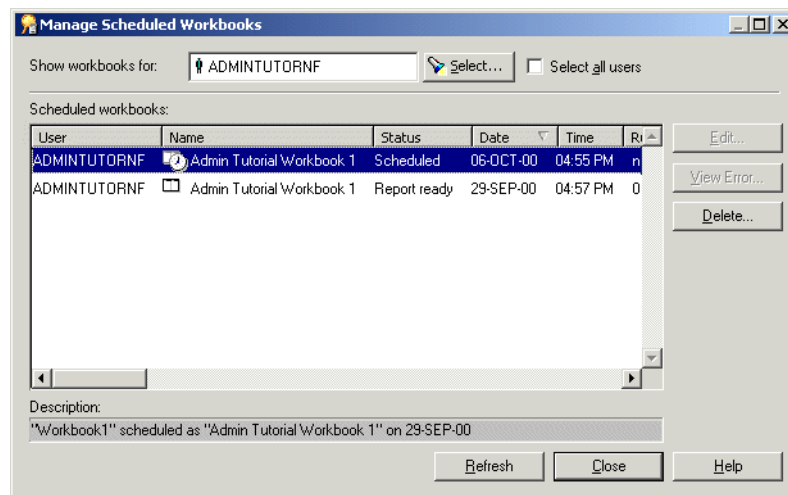 Manage Scheduled Workbooks
Show workbooks for: ADMINTUTORNF Select... Select all users
Scheduled workbooks:
User Name Status Date Time
ADMINTUTORNF Admin Tutorial Workbook 1 Scheduled 06-OCT-00 04:55 PM n
ADMINTUTORNF Admin Tutorial Workbook 1 Report ready 29-SEP-00 04:57 PM 0
Edit...
View Error...
Delete...
Description:
"Workbook1" scheduled as "Admin Tutorial Workbook 1" on 29-SEP-00
Refresh Close Help